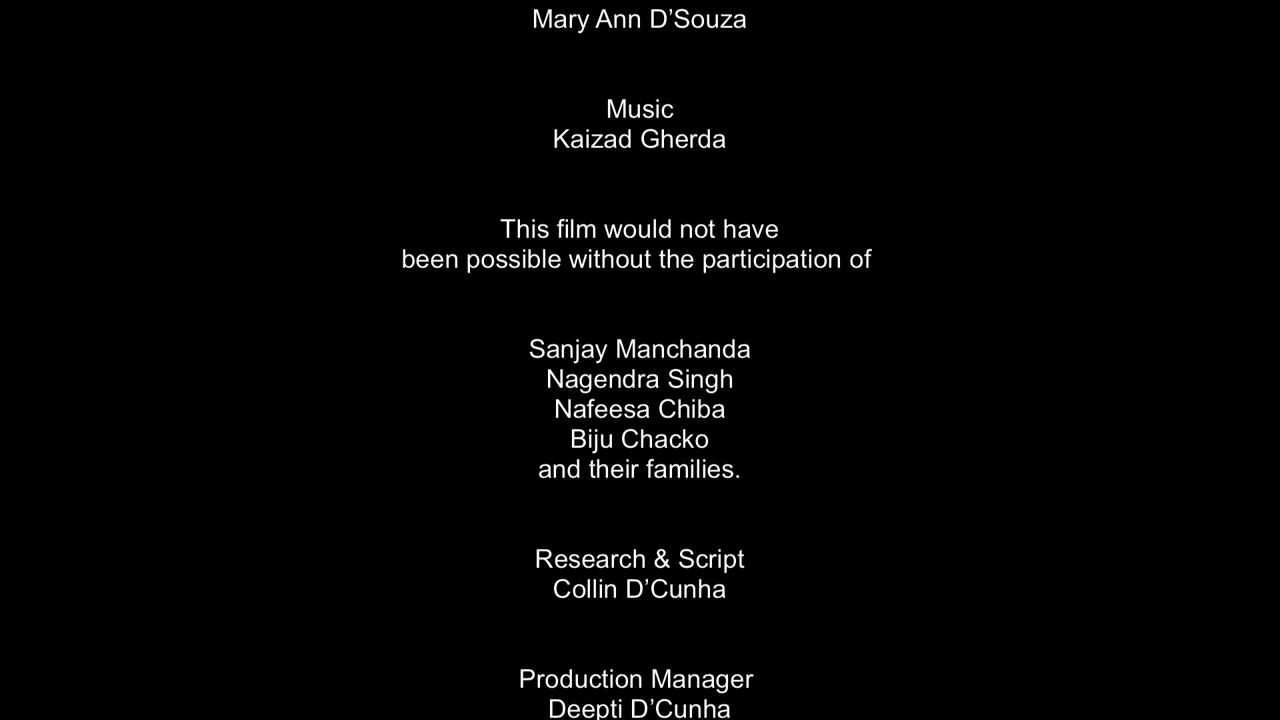 Mary Ann D’Souza
Music
Kaizad Gherda
This film would not have
been possible without the participation of
Sanjay Manchanda
Nagendra Singh
Nafeesa Chiba
Biju Chacko
and their families.
Research & Script
Collin D’Cunha
Production Manager
Deepti D’Cunha